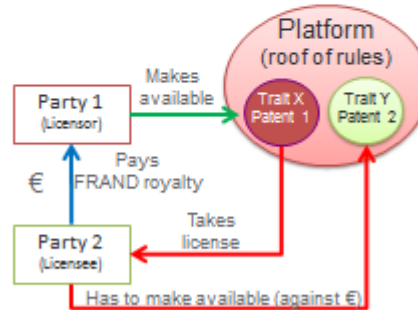 Platform
(roof of rules)
Makes
available
Party 1
(Licensor)
Trait X
Patent 1
Trait Y
Patent 2
€
Pays
FRAND royalty
Takes
license
Party 2
(Licensee)
Has to make available (against €)